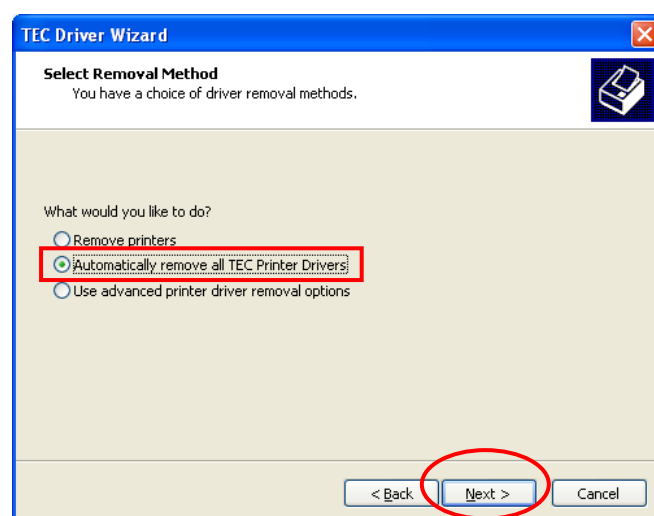 TEC Driver Wizard
Select Removal Method
You have a choice of driver removal methods.
What would you like to do?
Remove printers
Automatically remove all TEC Printer Drivers
Use advanced printer driver removal options
< Back Next > Cancel